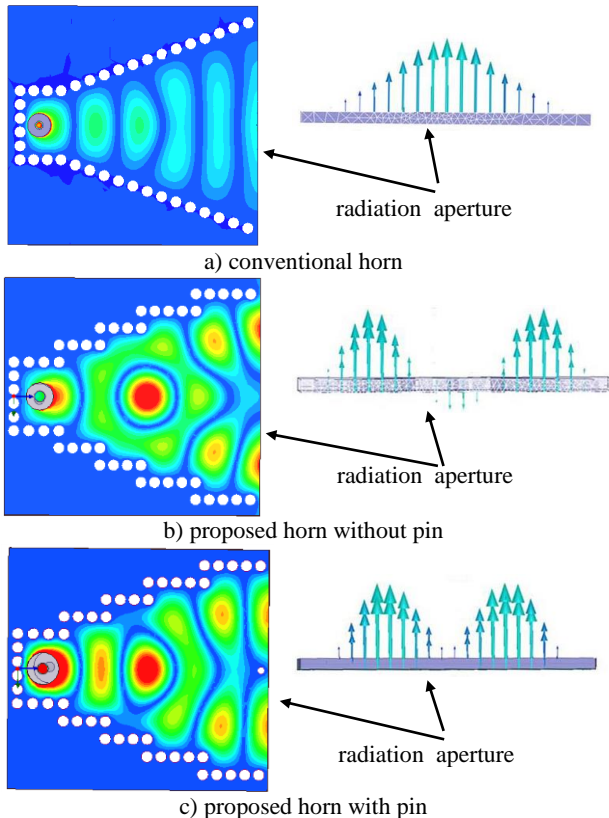 radiation aperture
a) conventional horn
radiation aperture
b) proposed horn without pin
radiation aperture
c) proposed horn with pin